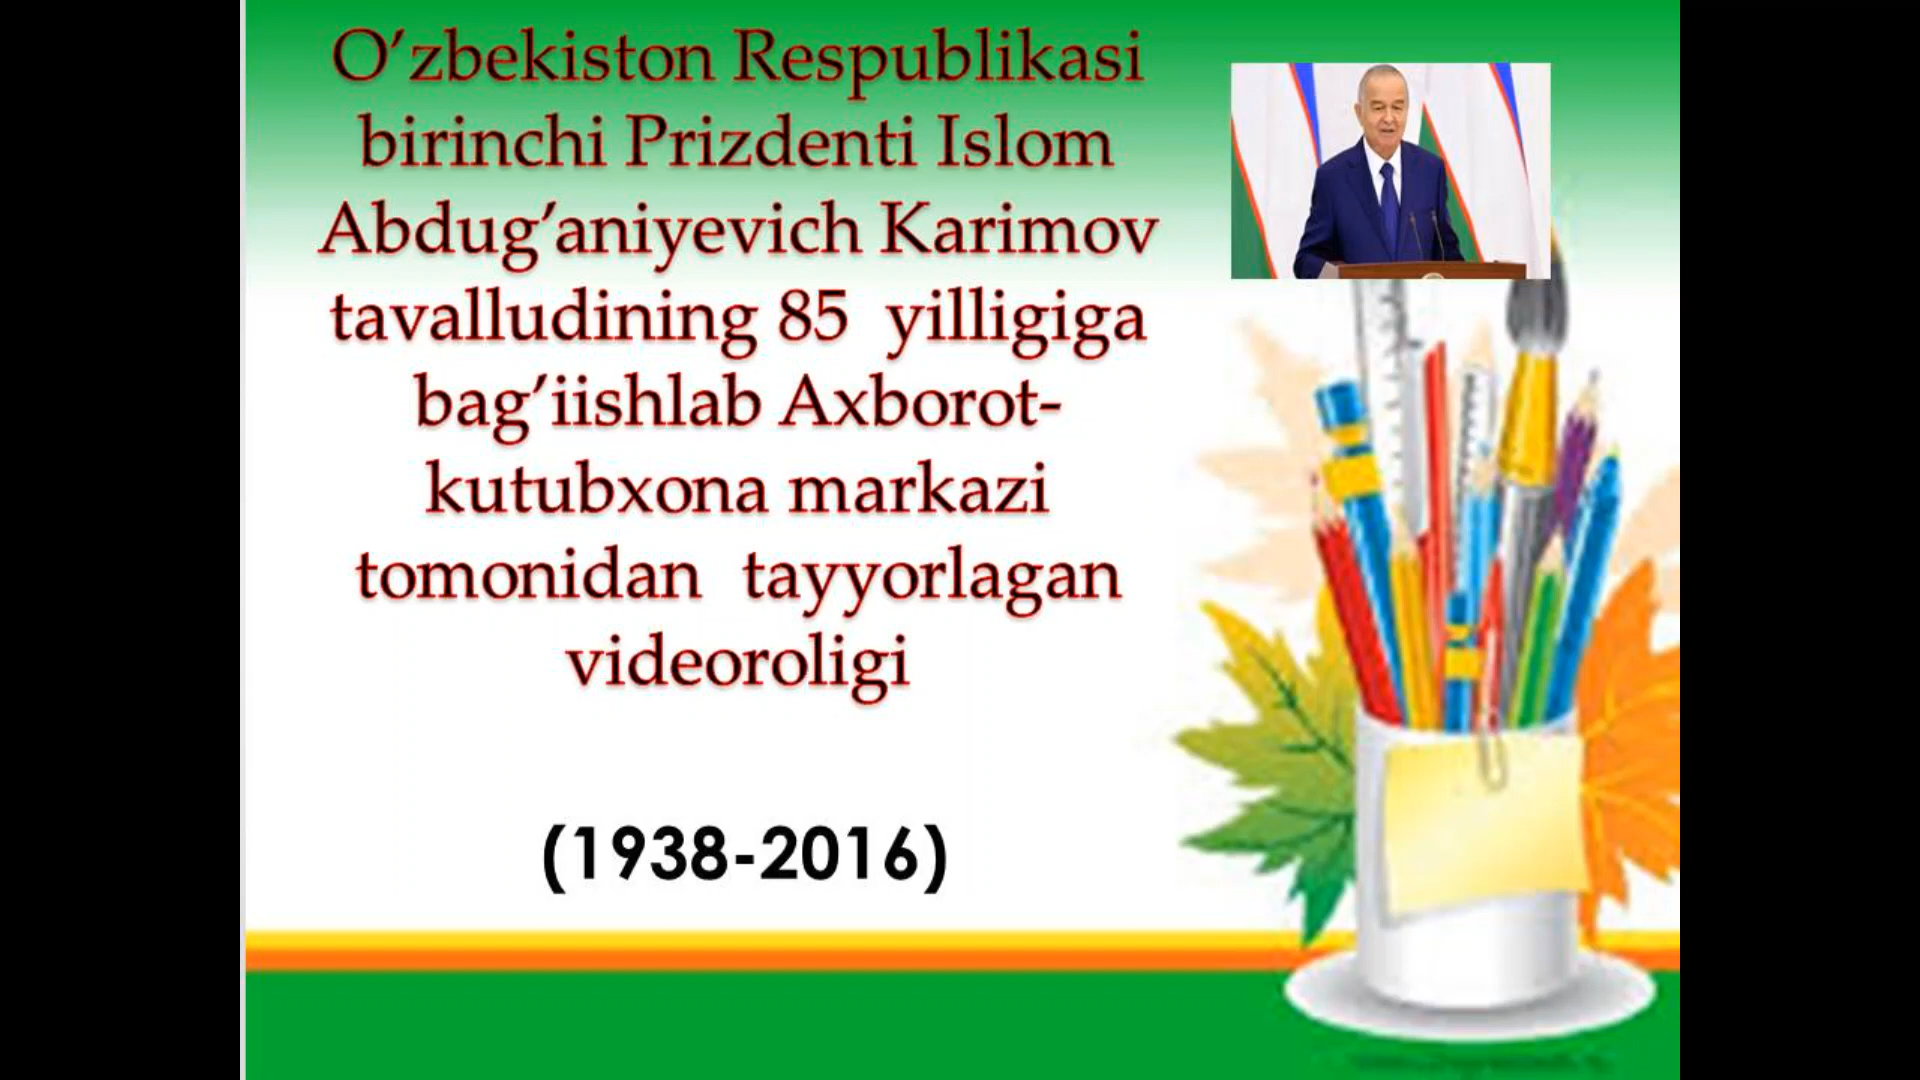 O’zbekiston Respublikasi
birinchi Prizdenti Islom
Abdug’aniyevich Karimov
tavalludining 85 yilligiga
bag’iishlab Axborot-
kutubxona markazi
tomonidan tayyorlagan
videoroligi
(1938-2016)